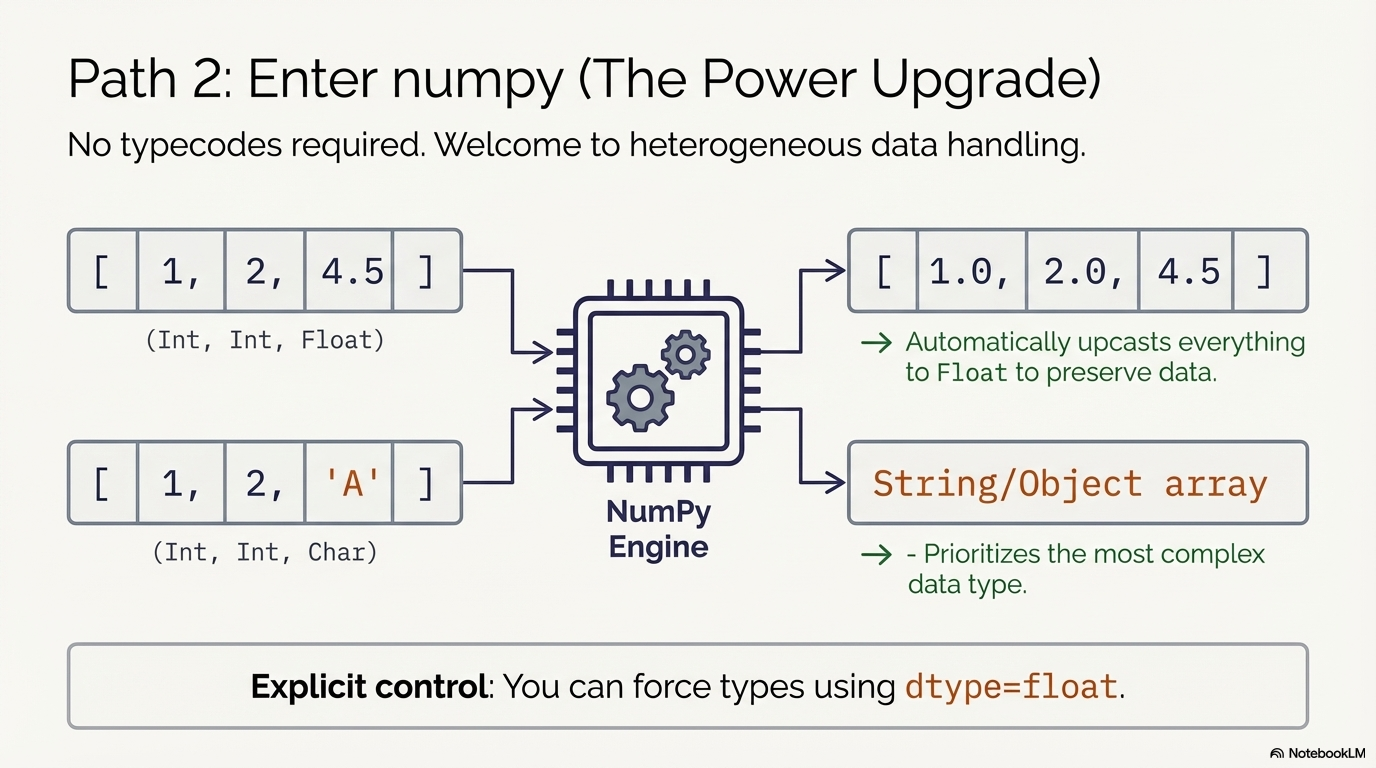 Path 2: Enter numpy (The Power Upgrade)
No typecodes required. Welcome to heterogeneous data handling.
[ 1, 2, 4.5 ]
(Int, Int, Float)
[ 1.0, 2.0, 4.5 ]
→ Automatically upcasts everything
to Float to preserve data.
[ 1, 2, 'A' ]
(Int, Int, Char)
NumPy
Engine
String/Object array
→ - Prioritizes the most complex
data type.
Explicit control: You can force types using dtype=float.
NotebookLM